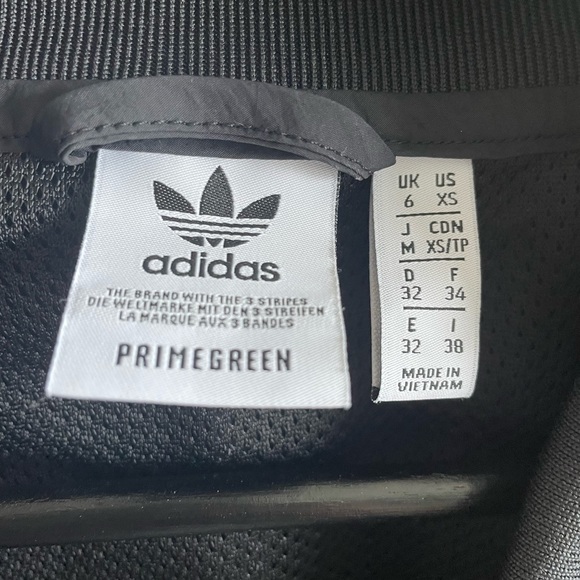 adidas
THE BRAND WITH THE 3 STRIPES
DIE WELTMARKE MIT DEN 3 STREIFEN
LA MARQUE AUX 3 BANDES
PRIMEGREEN
UK US
6 XS
J CDN
M XS/TP
D F
32 34
E I
32 38
MADE IN
VIETNAM